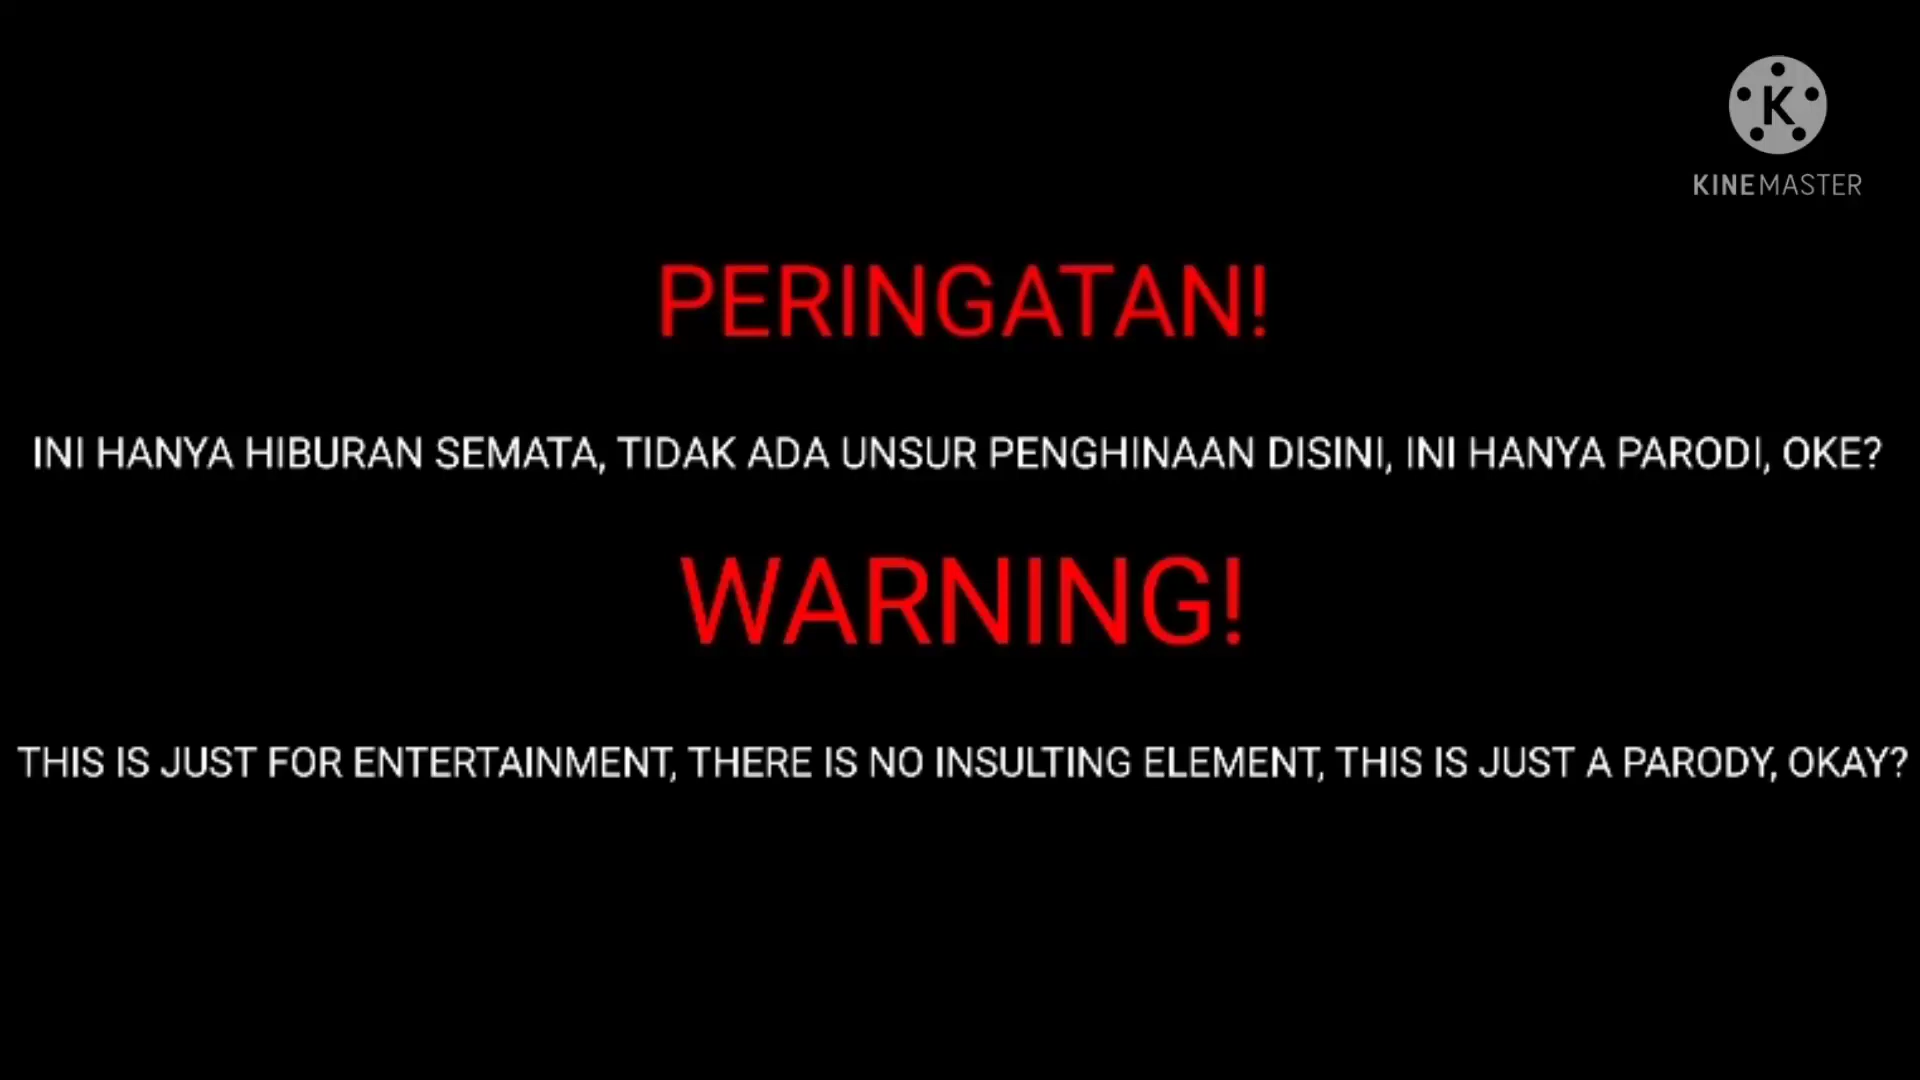 K
KINEMASTER
PERINGATAN!
INI HANYA HIBURAN SEMATA, TIDAK ADA UNSUR PENGHINAAN DISINI, INI HANYA PARODI, OKE?
WARNING!
THIS IS JUST FOR ENTERTAINMENT, THERE IS NO INSULTING ELEMENT, THIS IS JUST A PARODY, OKAY?